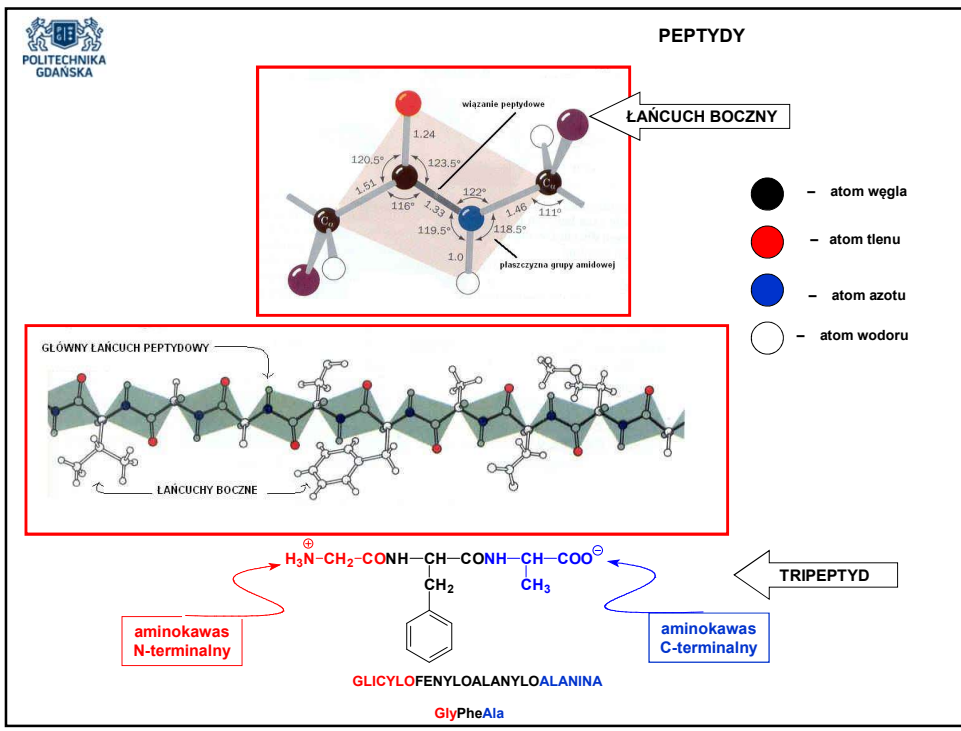 POLITECHNIKA
GDAŃSKA
PEPTYDY
wiązanie peptydowe
ŁAŃCUCH BOCZNY
1.24
120.5°
123.5°
1.51
116°
1.33
122°
1.46
111°
119.5°
118.5°
1.0
Cα
Cα
płaszczyzna grupy amidowej
– atom węgla
– atom tlenu
– atom azotu
– atom wodoru
GŁÓWNY ŁAŃCUCH PEPTYDOWY
ŁAŃCUCHY BOCZNE
H₃N⊕–CH₂–CONH–CH–CONH–CH–COO⊖
CH₂
CH₃
TRIPEPTYD
aminokawas
N-terminalny
aminokawas
C-terminalny
GLICYLOFENYLOALANYLOALANINA
GlyPheAla